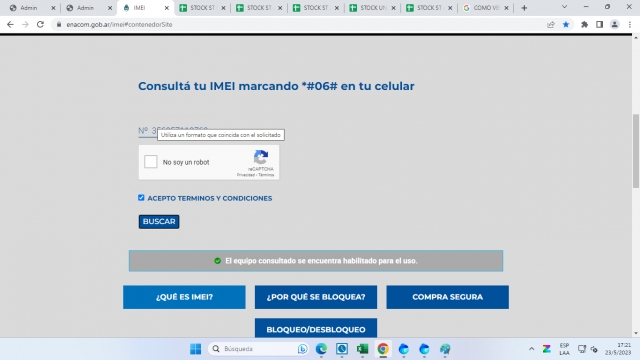 Admin
Admin
IMEI
STOCK ST
STOCK ST
STOCK ST
STOCK UN
STOCK ST
COMO VE
enacom.gob.ar/imei#contenedorSite
Consultá tu IMEI marcando *#06# en tu celular
Nº
Utiliza un formato que coincida con el solicitado
No soy un robot
reCAPTCHA
Privacidad - Términos
ACEPTO TERMINOS Y CONDICIONES
BUSCAR
El equipo consultado se encuentra habilitado para el uso.
¿QUÉ ES IMEI?
¿POR QUÉ SE BLOQUEA?
COMPRA SEGURA
BLOQUEO/DESBLOQUEO
Búsqueda
ESP
LAA
17:21
23/5/2023